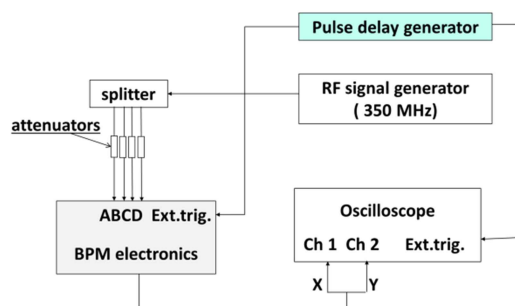 Pulse delay generator
splitter
RF signal generator
( 350 MHz)
attenuators
ABCD Ext.trig.
BPM electronics
Oscilloscope
Ch 1 Ch 2 Ext.trig.
X Y